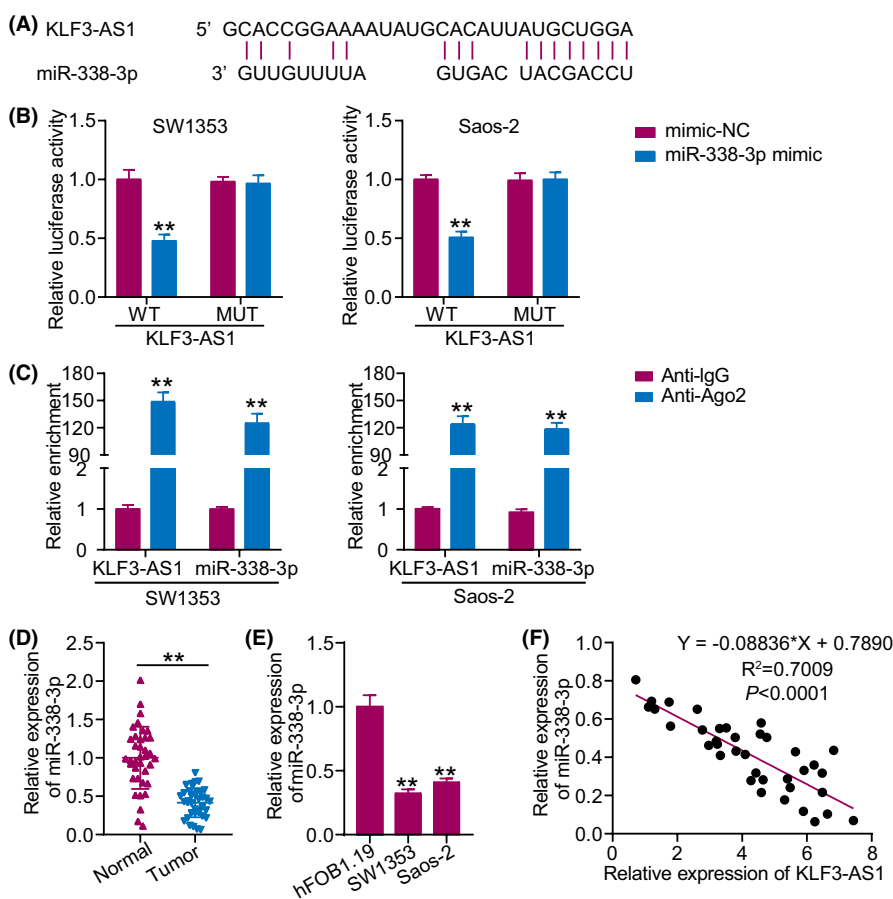 (A)
KLF3-AS1 5’ GCACCGGAAAAUAUGCACAUUAUGCUGGA
miR-338-3p 3’ GUUGUUUUA GUGAC UACGACCU
(B)
SW1353
Relative luciferase activity
1.5
1.0
0.5
0.0
**
WT MUT
KLF3-AS1
Saos-2
Relative luciferase activity
1.5
1.0
0.5
0.0
**
WT MUT
KLF3-AS1
mimic-NC
miR-338-3p mimic
(C)
Relative enrichment
180
150
120
90
2
1
0
** **
KLF3-AS1 miR-338-3p
SW1353
Relative enrichment
180
150
120
90
2
1
0
** **
KLF3-AS1 miR-338-3p
Saos-2
Anti-IgG
Anti-Ago2
(D)
Relative expression
of miR-338-3p
2.5
2.0
1.5
1.0
0.5
0.0
**
Normal Tumor
(E)
Relative expression
of miR-338-3p
1.5
1.0
0.5
0.0
** **
hFOB1.19 SW1353 Saos-2
(F)
Relative expression
of miR-338-3p
1.0
0.8
0.6
0.4
0.2
0.0
Y = -0.08836*X + 0.7890
R²=0.7009
P<0.0001
0 2 4 6 8
Relative expression of KLF3-AS1